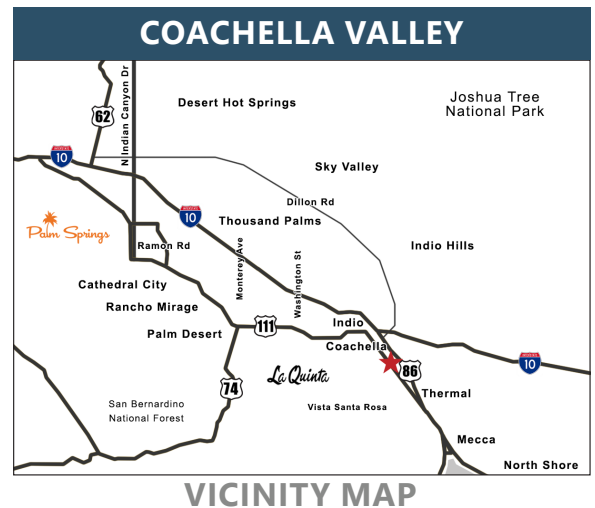 COACHELLA VALLEY
N Indian Canyon Dr
62
Desert Hot Springs
Joshua Tree
National Park
10
Sky Valley
Dillon Rd
10
Thousand Palms
Palm Springs
Ramon Rd
Monterey Ave
Washington St
Indio Hills
Cathedral City
Rancho Mirage
Palm Desert
111
Indio
Coachella
10
86
74
La Quinta
Thermal
San Bernardino
National Forest
Vista Santa Rosa
Mecca
North Shore
VICINITY MAP